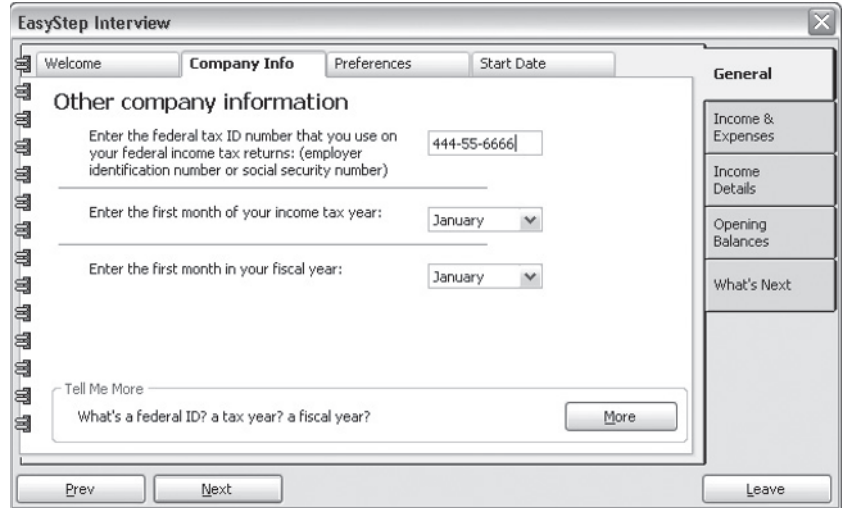 EasyStep Interview
Welcome
Company Info
Preferences
Start Date
General
Income &
Expenses
Income
Details
Opening
Balances
What's Next
Other company information
Enter the federal tax ID number that you use on
your federal income tax returns: (employer
identification number or social security number)
444-55-6666
Enter the first month of your income tax year:
January
Enter the first month in your fiscal year:
January
Tell Me More
What's a federal ID? a tax year? a fiscal year?
More
Prev
Next
Leave